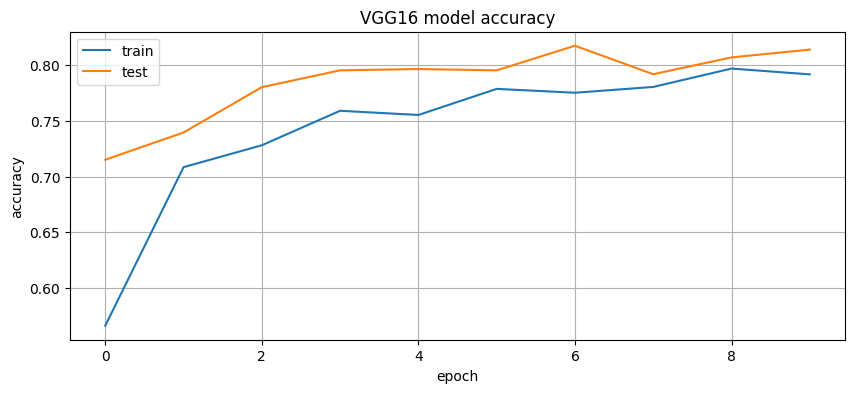 VGG16 model accuracy
train
test
accuracy
0.80
0.75
0.70
0.65
0.60
0 2 4 6 8
epoch